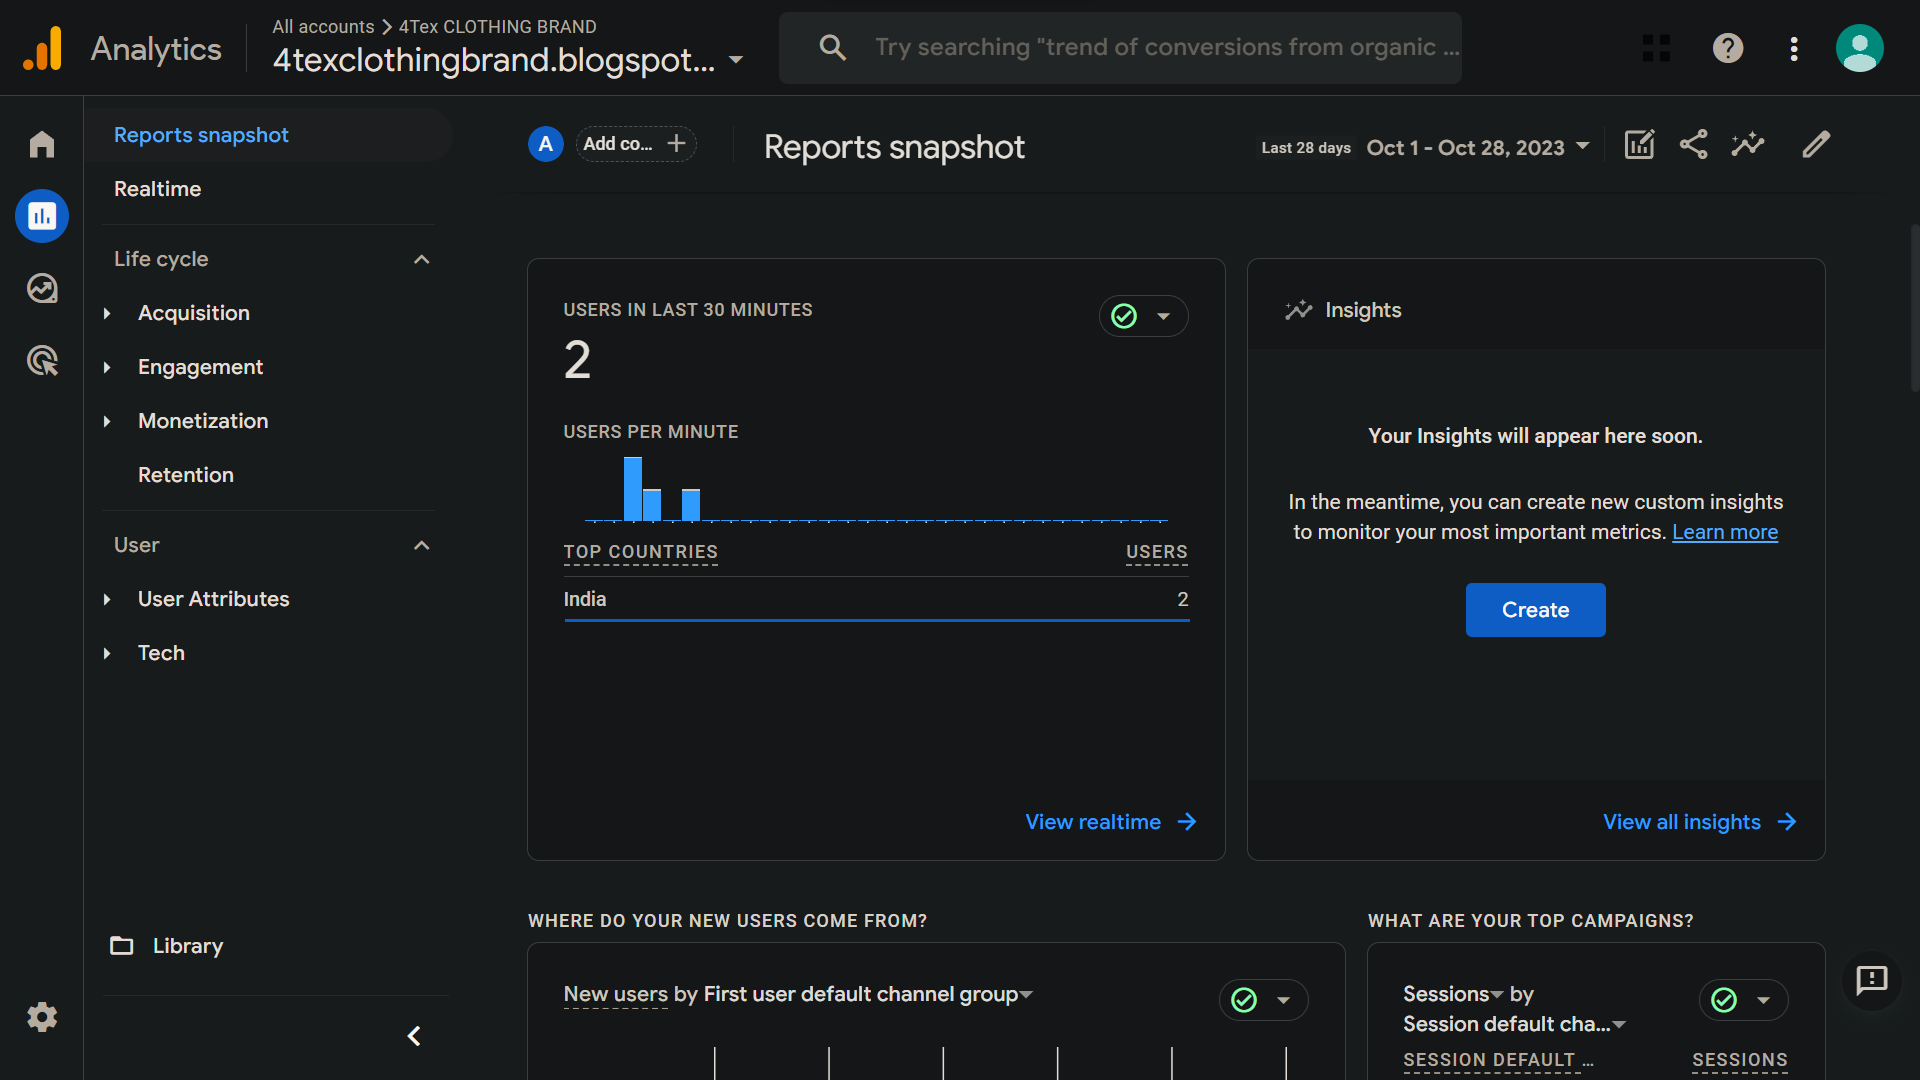 Analytics
All accounts > 4Tex CLOTHING BRAND
4texclothingbrand.blogspot...
Try searching "trend of conversions from organic ...
Reports snapshot
Realtime
Life cycle
Acquisition
Engagement
Monetization
Retention
User
User Attributes
Tech
Library
A
Add co...
Reports snapshot
Last 28 days
Oct 1 - Oct 28, 2023
USERS IN LAST 30 MINUTES
2
USERS PER MINUTE
TOP COUNTRIES USERS
India 2
View realtime
Insights
Your Insights will appear here soon.
In the meantime, you can create new custom insights
to monitor your most important metrics. Learn more
Create
View all insights
WHERE DO YOUR NEW USERS COME FROM?
New users by First user default channel group
WHAT ARE YOUR TOP CAMPAIGNS?
Sessions by
Session default cha...
SESSION DEFAULT ... SESSIONS